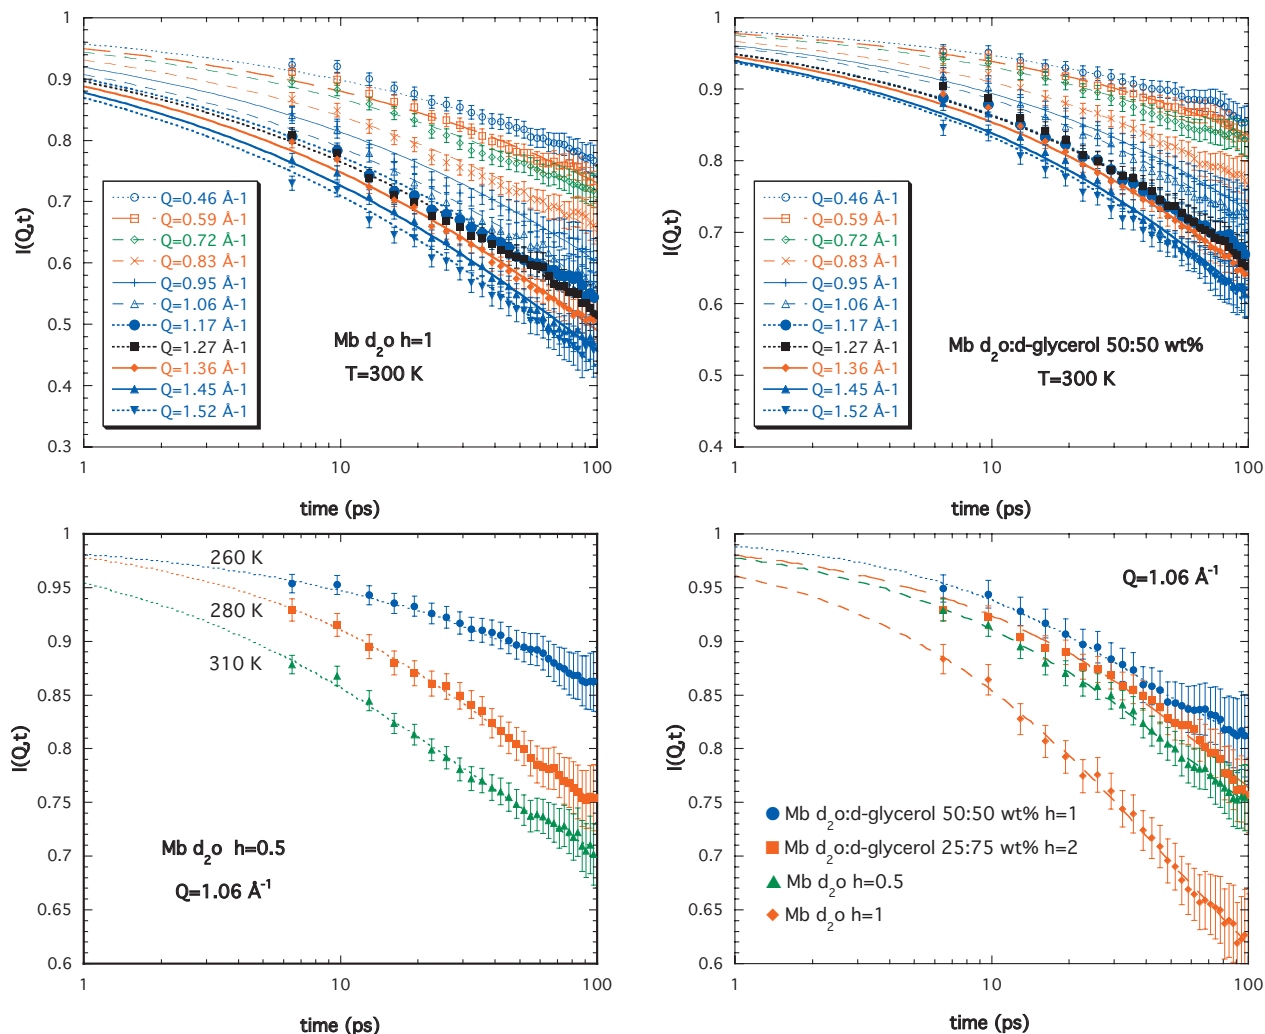 1
0.9
0.8
0.7
0.6
0.5
0.4
0.3
I(Q,t)
Q=0.46 Å-1
Q=0.59 Å-1
Q=0.72 Å-1
Q=0.83 Å-1
Q=0.95 Å-1
Q=1.06 Å-1
Q=1.17 Å-1
Q=1.27 Å-1
Q=1.36 Å-1
Q=1.45 Å-1
Q=1.52 Å-1
Mb d₂o h=1
T=300 K
1 10 100
time (ps)
1
0.9
0.8
0.7
0.6
0.5
0.4
I(Q,t)
Q=0.46 Å-1
Q=0.59 Å-1
Q=0.72 Å-1
Q=0.83 Å-1
Q=0.95 Å-1
Q=1.06 Å-1
Q=1.17 Å-1
Q=1.27 Å-1
Q=1.36 Å-1
Q=1.45 Å-1
Q=1.52 Å-1
Mb d₂o:d-glycerol 50:50 wt%
T=300 K
1 10 100
time (ps)
1
0.95
0.9
0.85
0.8
0.75
0.7
0.65
0.6
I(Q,t)
260 K
280 K
310 K
Mb d₂o h=0.5
Q=1.06 Å⁻¹
1 10 100
time (ps)
1
0.95
0.9
0.85
0.8
0.75
0.7
0.65
0.6
I(Q,t)
Q=1.06 Å⁻¹
Mb d₂o:d-glycerol 50:50 wt% h=1
Mb d₂o:d-glycerol 25:75 wt% h=2
Mb d₂o h=0.5
Mb d₂o h=1
1 10 100
time (ps)